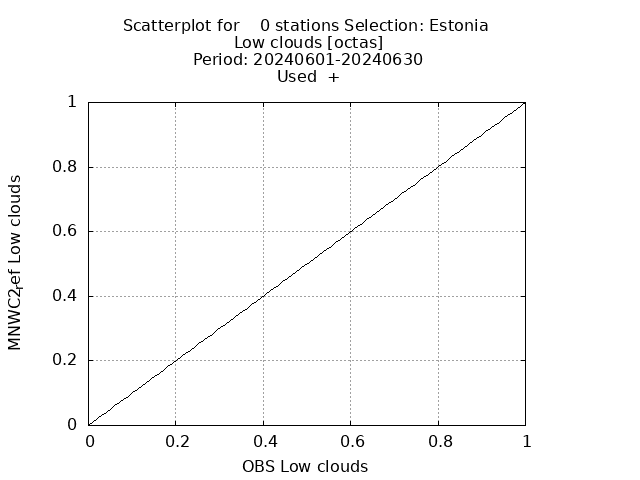 Scatterplot for    0 stations Selection: Estonia
Low clouds [octas]
Period: 20240601-20240630
Used  +
1
0.8
0.6
0.4
0.2
0
MNWC2ref Low clouds
0 0.2 0.4 0.6 0.8 1
OBS Low clouds